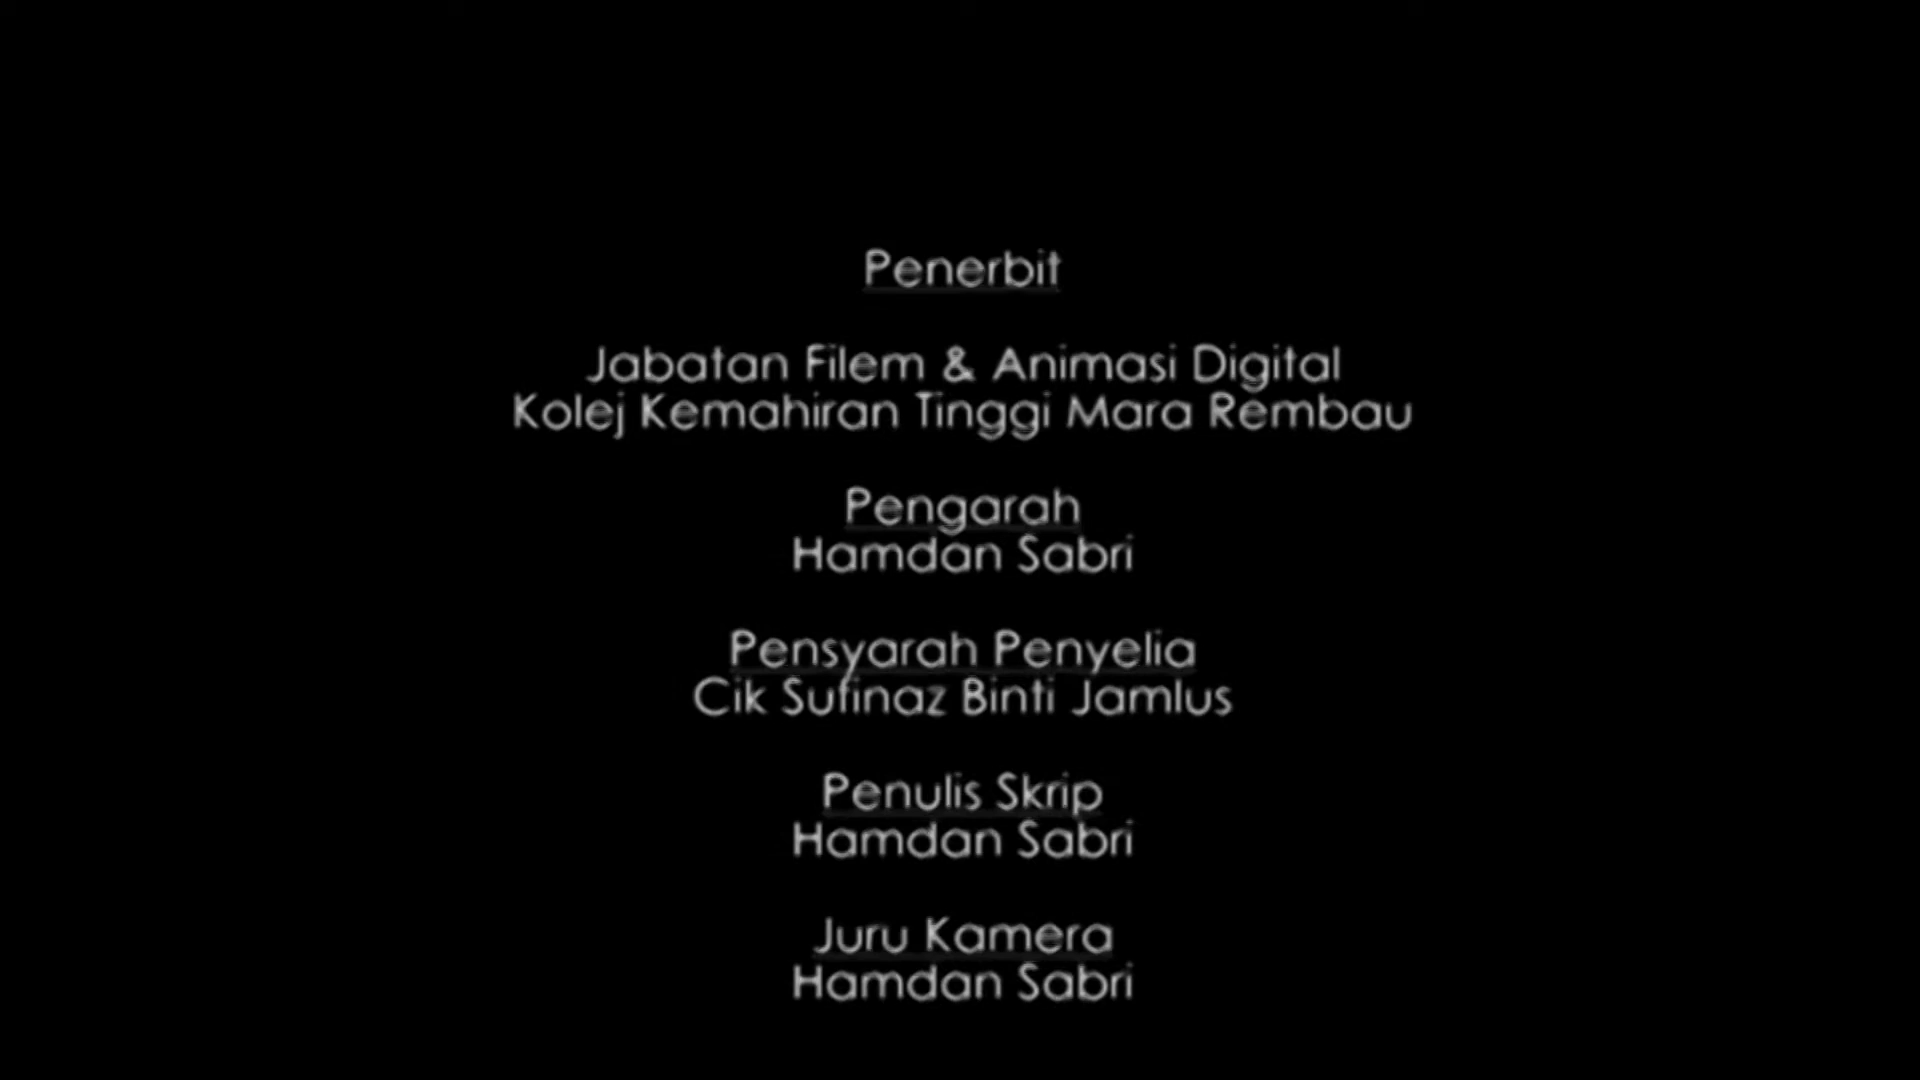 Penerbit
Jabatan Filem & Animasi Digital
Kolej Kemahiran Tinggi Mara Rembau
Pengarah
Hamdan Sabri
Pensyarah Penyelia
Cik Sufinaz Binti Jamlus
Penulis Skrip
Hamdan Sabri
Juru Kamera
Hamdan Sabri